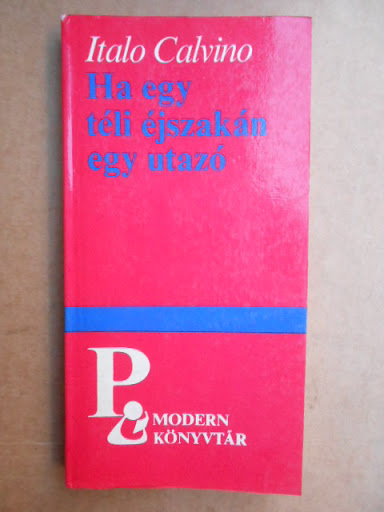 Italo Calvino
Ha egy
téli éjszakán
egy utazó
P
MODERN
KÖNYVTÁR